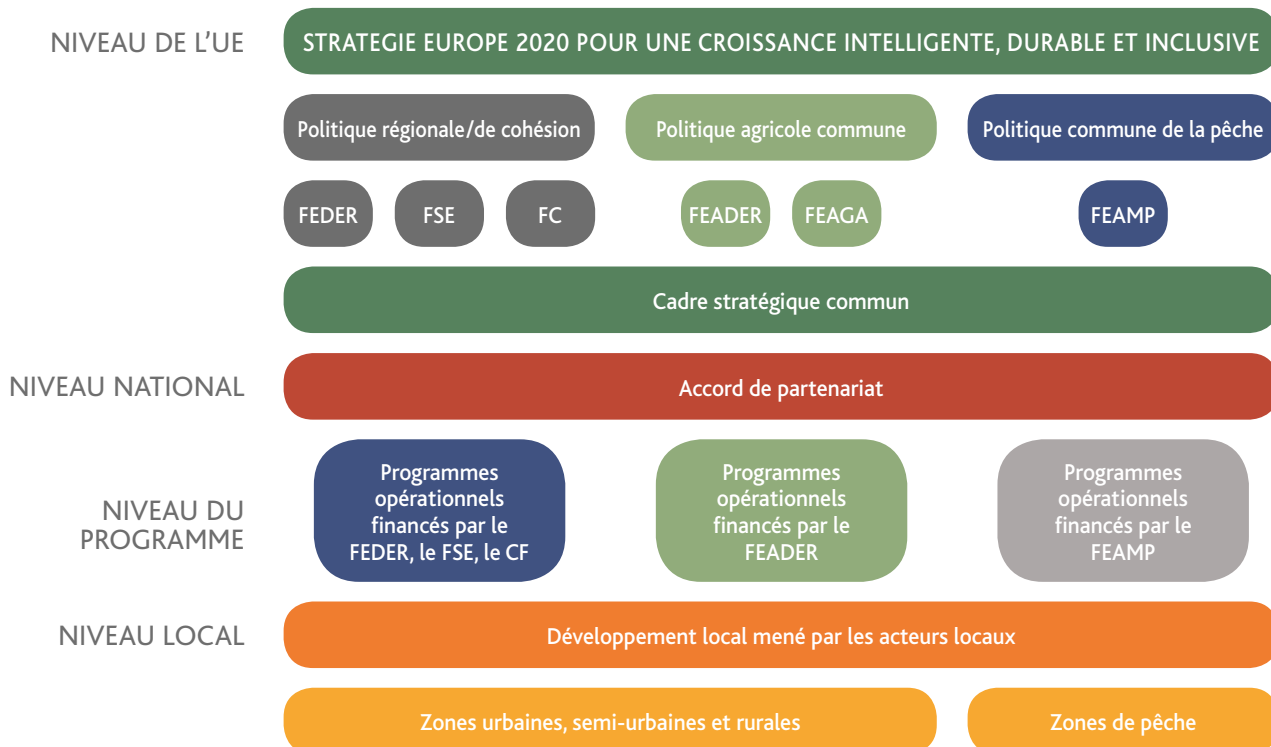 NIVEAU DE L'UE
STRATEGIE EUROPE 2020 POUR UNE CROISSANCE INTELLIGENTE, DURABLE ET INCLUSIVE
Politique régionale/de cohésion
Politique agricole commune
Politique commune de la pêche
FEDER
FSE
FC
FEADER
FEAGA
FEAMP
Cadre stratégique commun
NIVEAU NATIONAL
Accord de partenariat
NIVEAU DU
PROGRAMME
Programmes
opérationnels
financés par le
FEDER, le FSE, le CF
Programmes
opérationnels
financés par le
FEADER
Programmes
opérationnels
financés par le
FEAMP
NIVEAU LOCAL
Développement local mené par les acteurs locaux
Zones urbaines, semi-urbaines et rurales
Zones de pêche